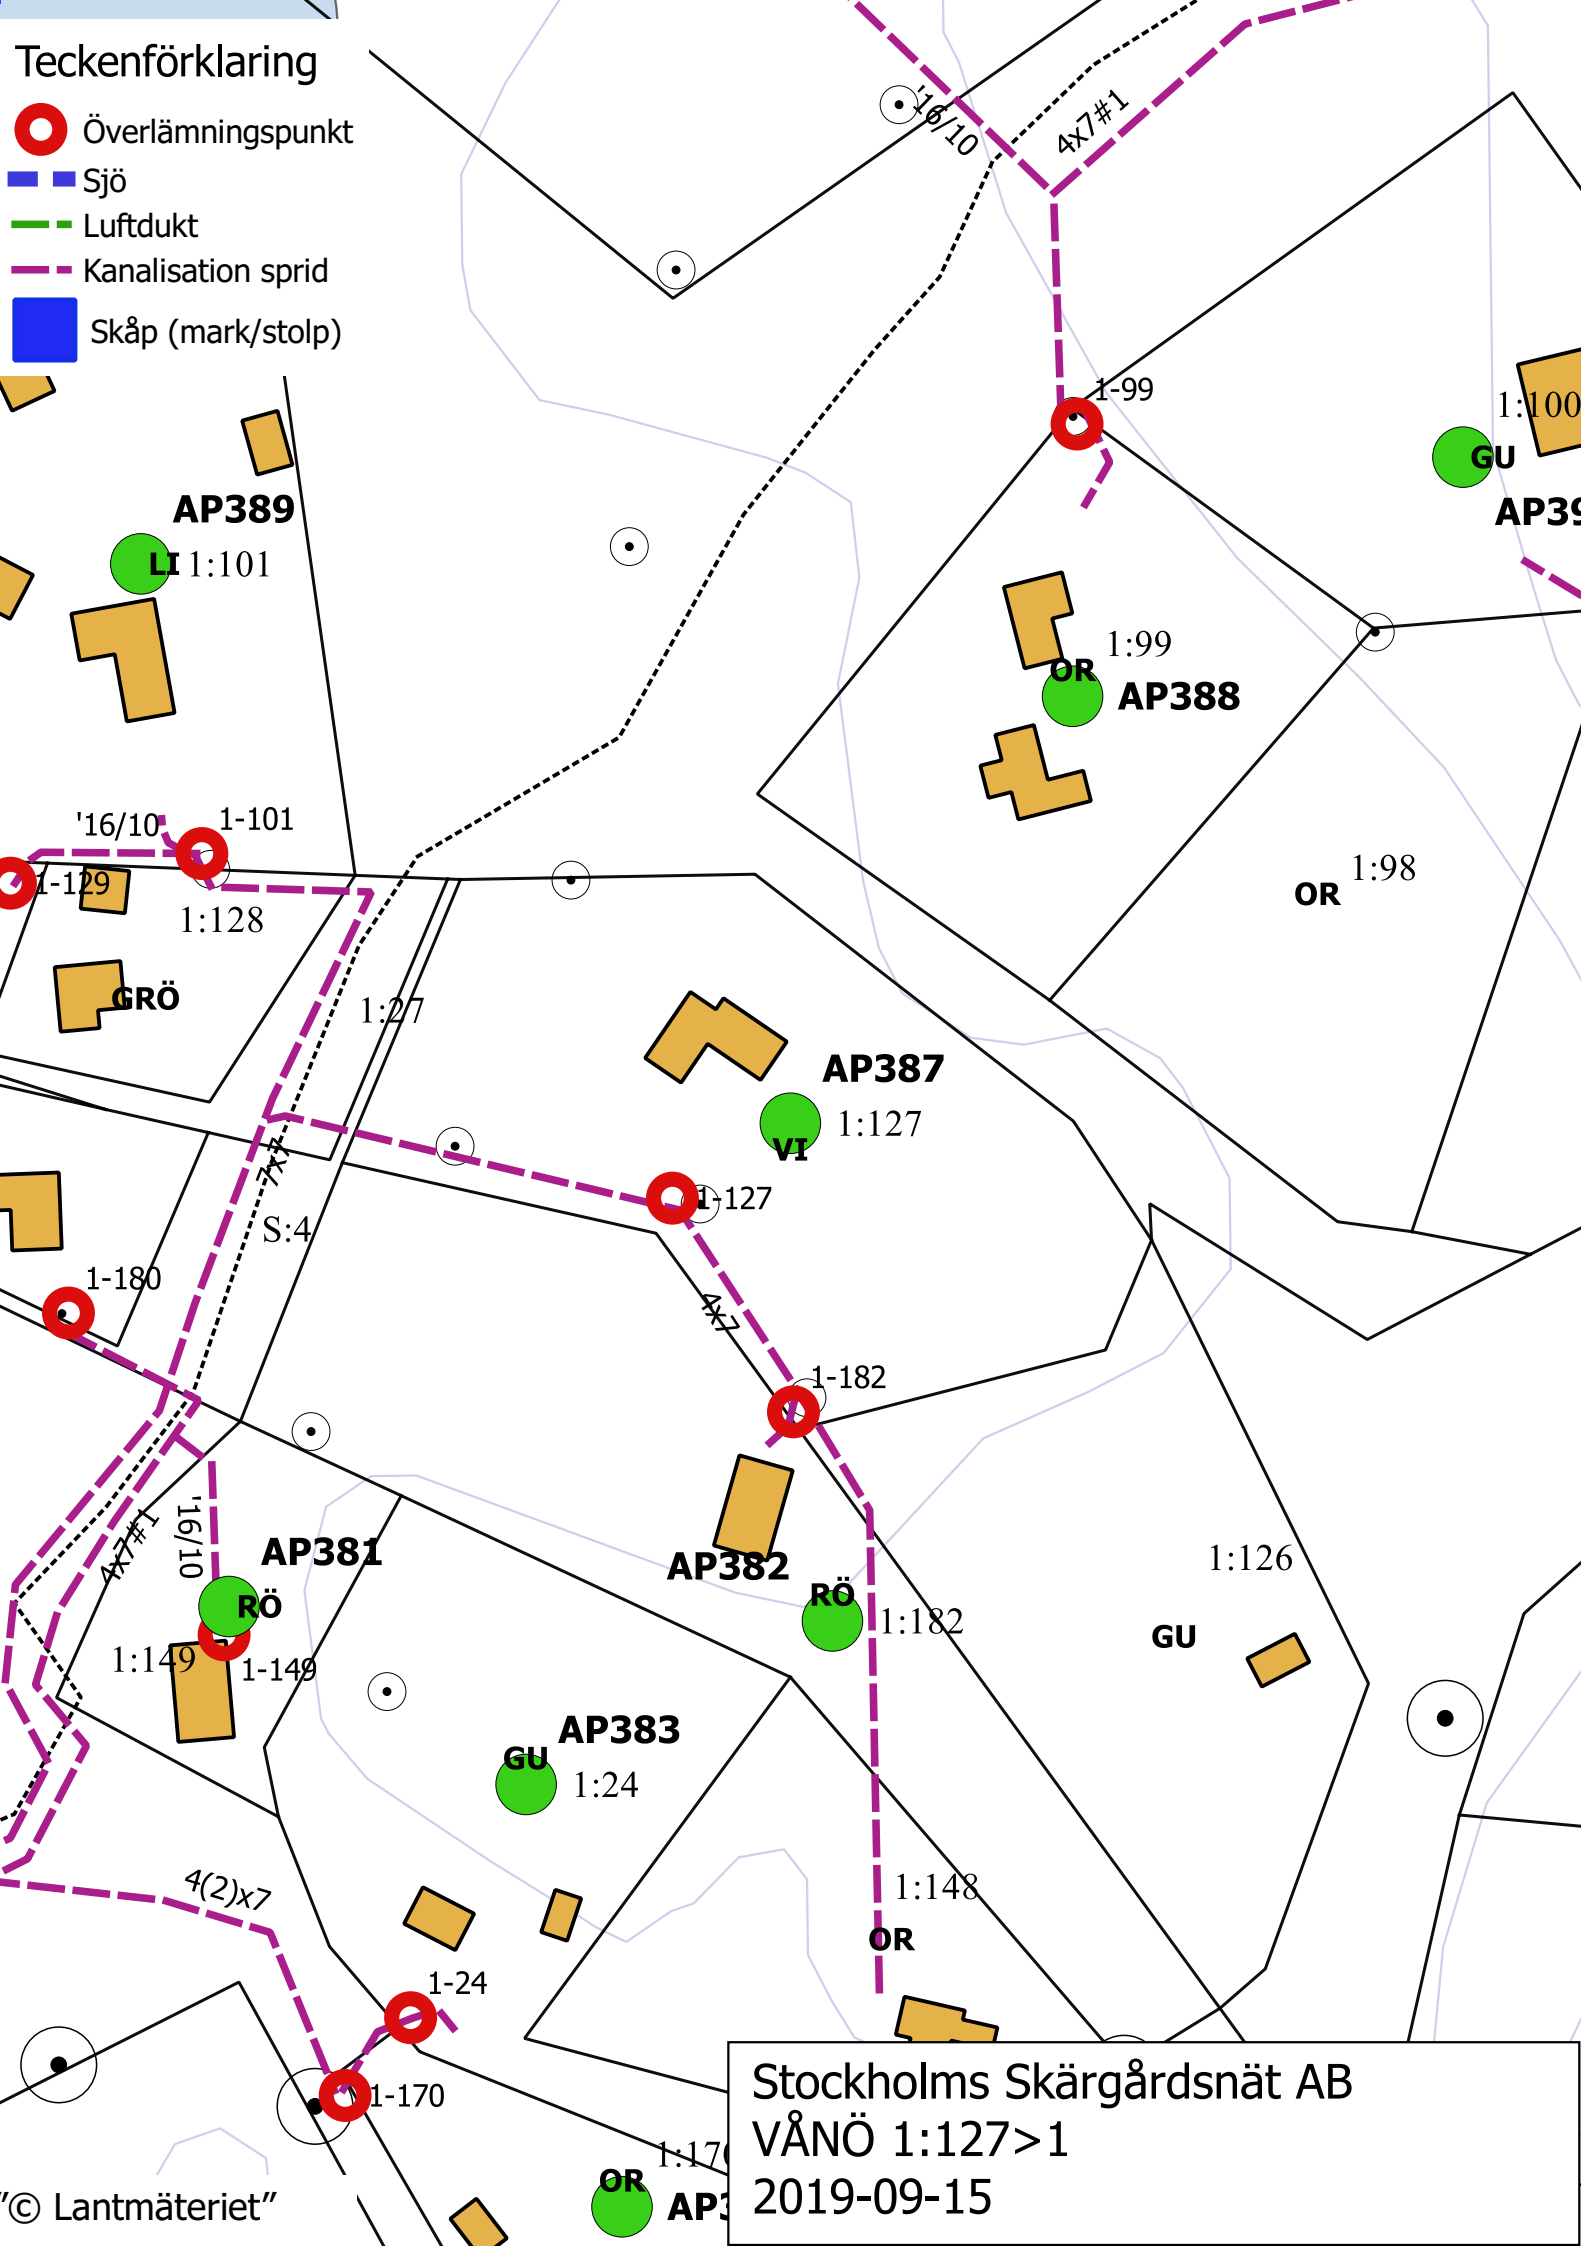 Teckenförklaring
Överlämningspunkt
Sjö
Luftdukt
Kanalisation sprid
Skåp (mark/stolp)
'16/10
4x7#1
1-99
1:100
GU
AP39
AP389
LI 1:101
1:99
OR
AP388
'16/10
1-101
1-129
1:128
GRÖ
1:27
1:98
OR
AP387
1:127
VI
7x7
1-127
S:4
1-180
4x7
1-182
4x7#1
'16/10
AP381
RÖ
1:149
1-149
AP382
RÖ
1:182
1:126
GU
AP383
GU
1:24
4(2)x7
1:148
OR
1-24
1-170
OR
"© Lantmäteriet"
Stockholms Skärgårdsnät AB
VÅNÖ 1:127>1
2019-09-15